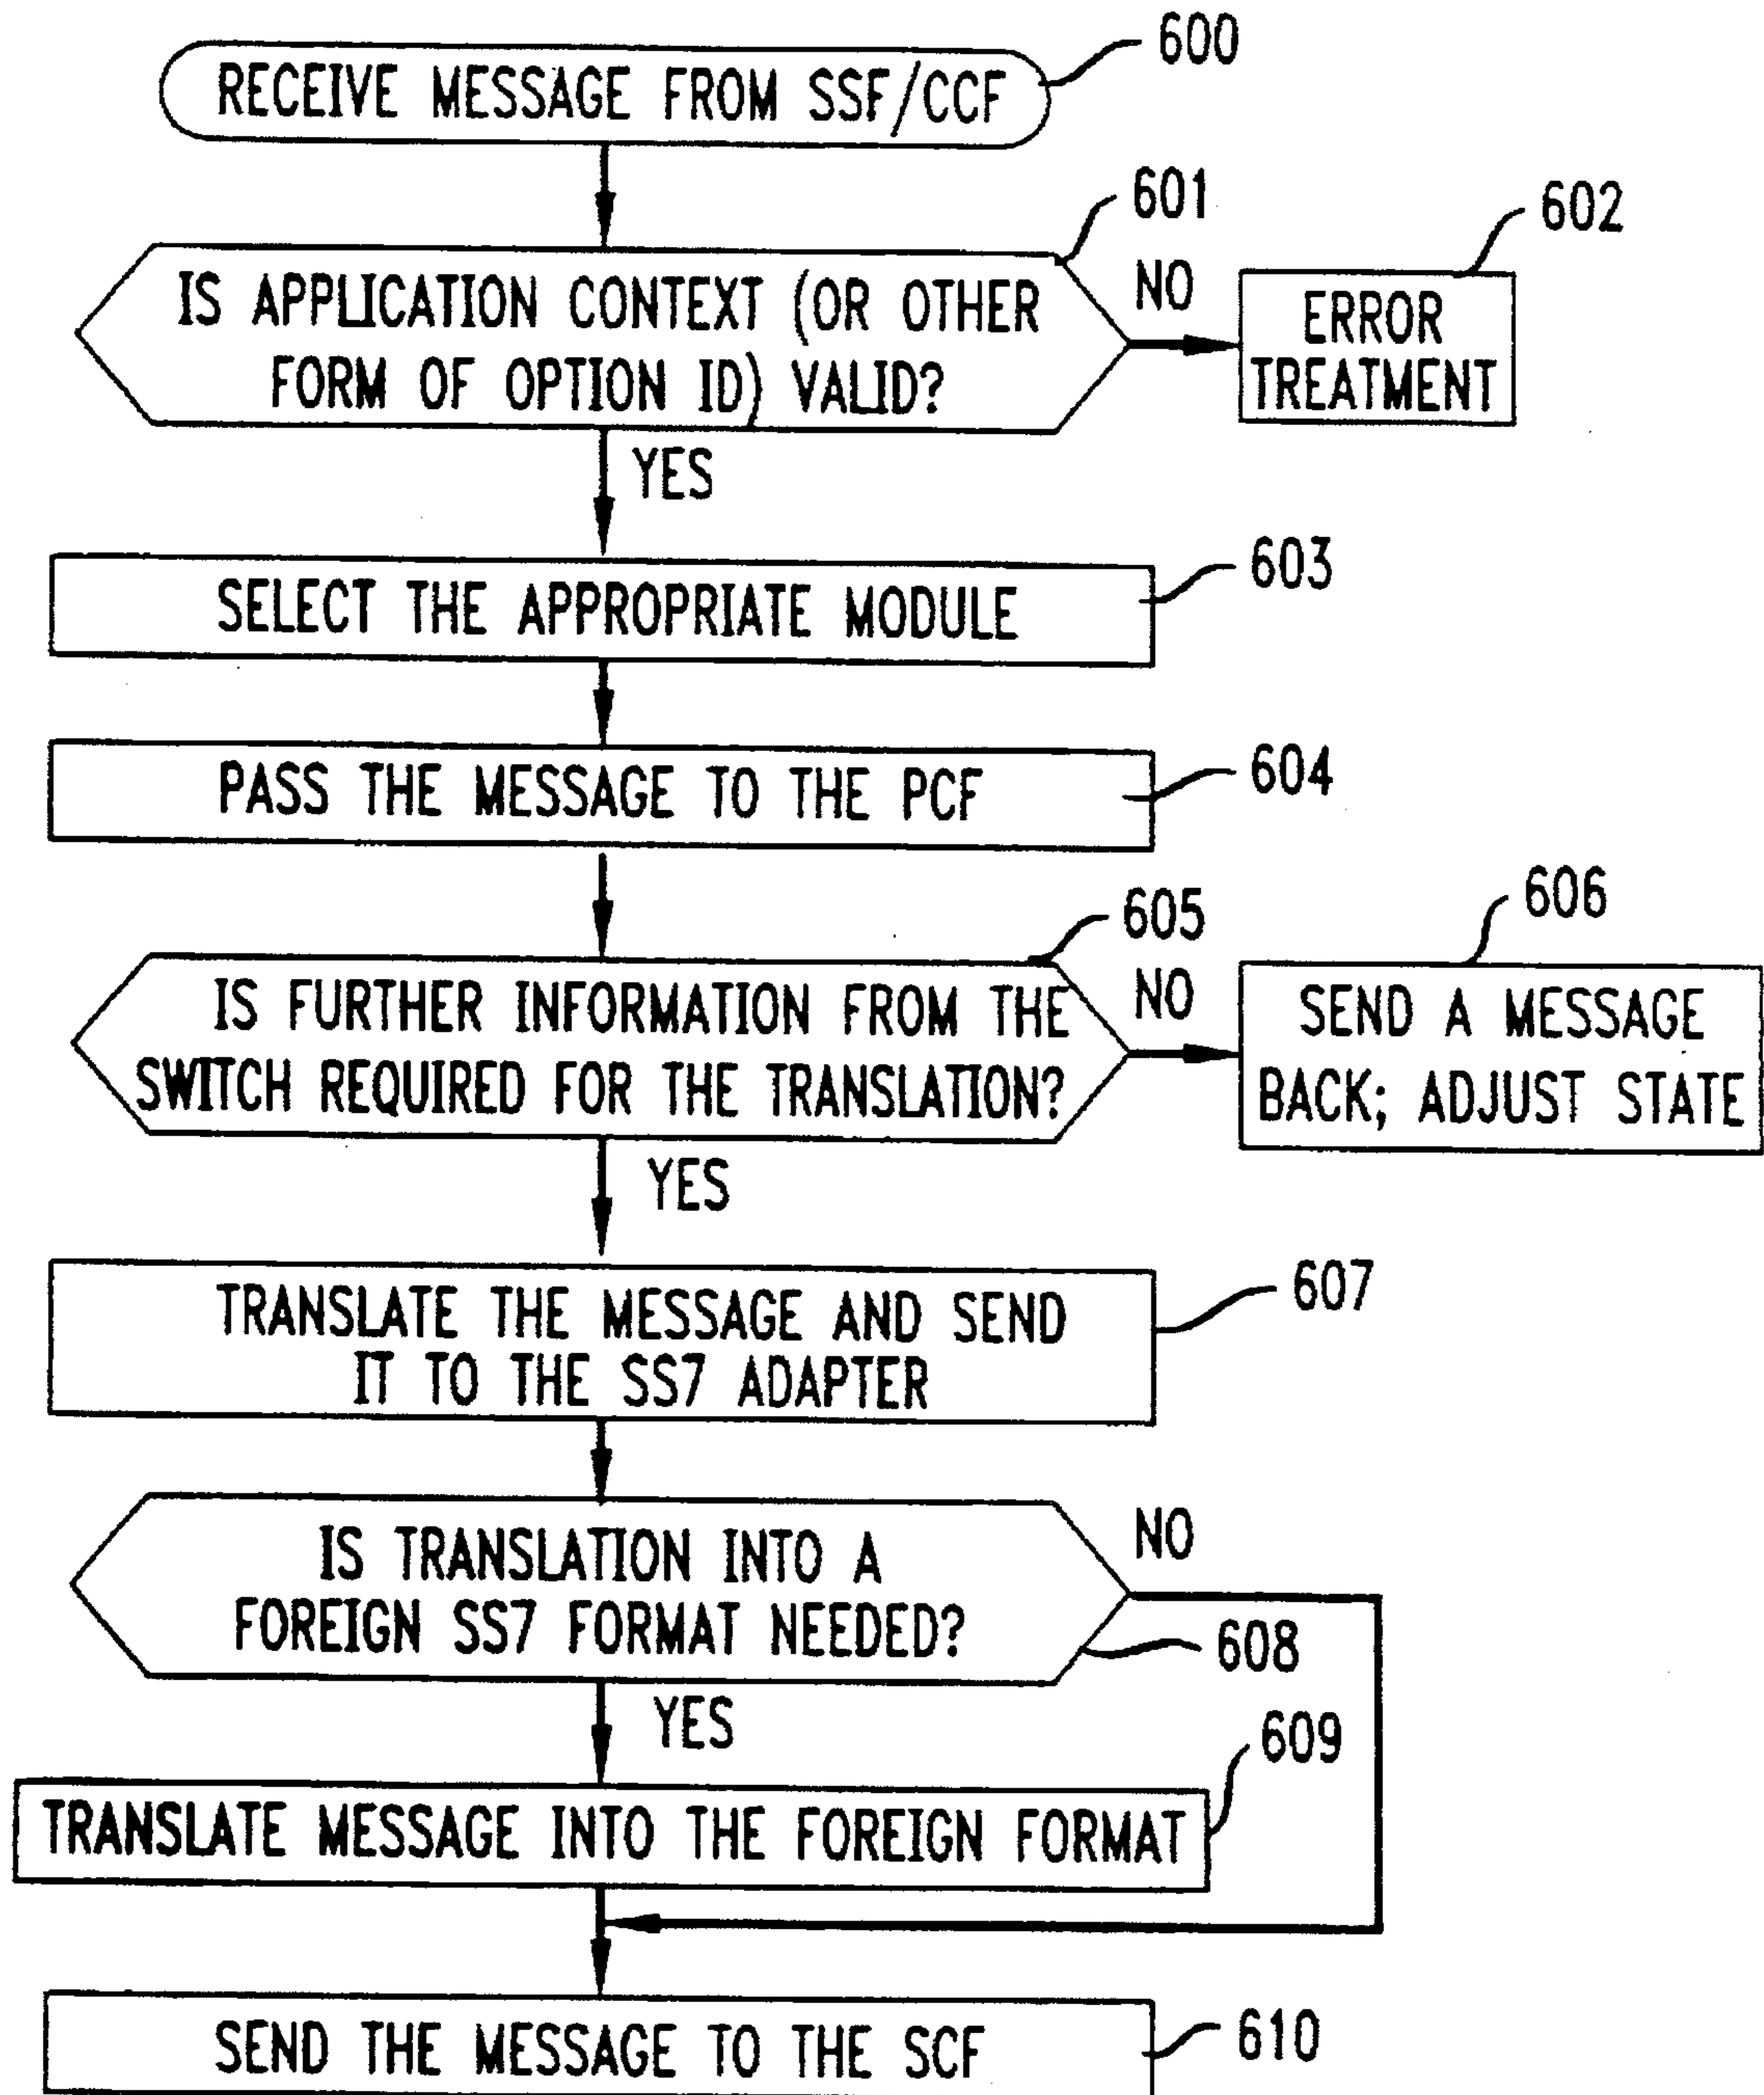 600
RECEIVE MESSAGE FROM SSF/CCF
601
602
IS APPLICATION CONTEXT (OR OTHER
FORM OF OPTION ID) VALID?
NO
ERROR
TREATMENT
YES
603
SELECT THE APPROPRIATE MODULE
604
PASS THE MESSAGE TO THE PCF
605
606
IS FURTHER INFORMATION FROM THE
SWITCH REQUIRED FOR THE TRANSLATION?
NO
SEND A MESSAGE
BACK; ADJUST STATE
YES
607
TRANSLATE THE MESSAGE AND SEND
IT TO THE SS7 ADAPTER
IS TRANSLATION INTO A
FOREIGN SS7 FORMAT NEEDED?
NO
608
YES
609
TRANSLATE MESSAGE INTO THE FOREIGN FORMAT
SEND THE MESSAGE TO THE SCF
610